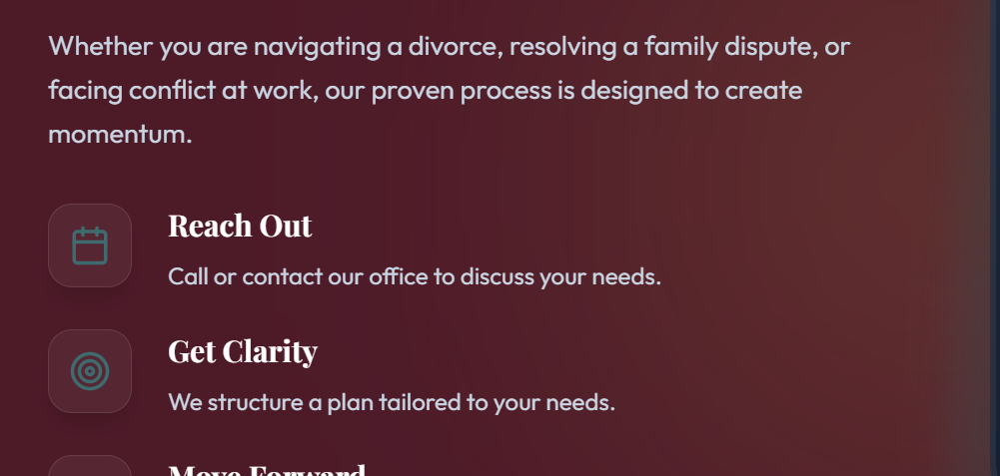 Whether you are navigating a divorce, resolving a family dispute, or
facing conflict at work, our proven process is designed to create
momentum.
Reach Out
Call or contact our office to discuss your needs.
Get Clarity
We structure a plan tailored to your needs.
Move Forward